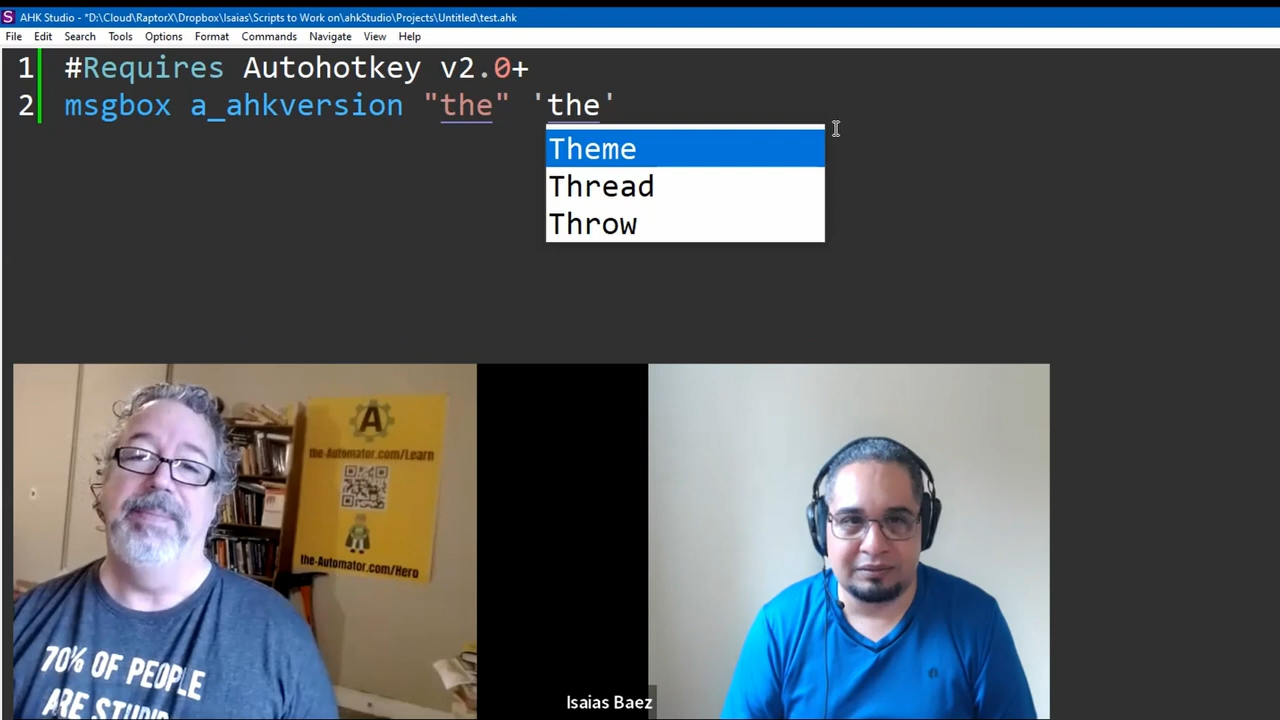 AHK Studio - *D:\Cloud\RaptorX\Dropbox\Isaias\Scripts to Work on\ahkStudio\Projects\Untitled\test.ahk
File Edit Search Tools Options Format Commands Navigate View Help
1 #Requires Autohotkey v2.0+
2 msgbox a_ahkversion "the" 'the'
Theme
Thread
Throw
A
the-Automator.com/Learn
the-Automator.com/Hero
70% OF PEOPLE
ARE STUPID
Isaias Baez